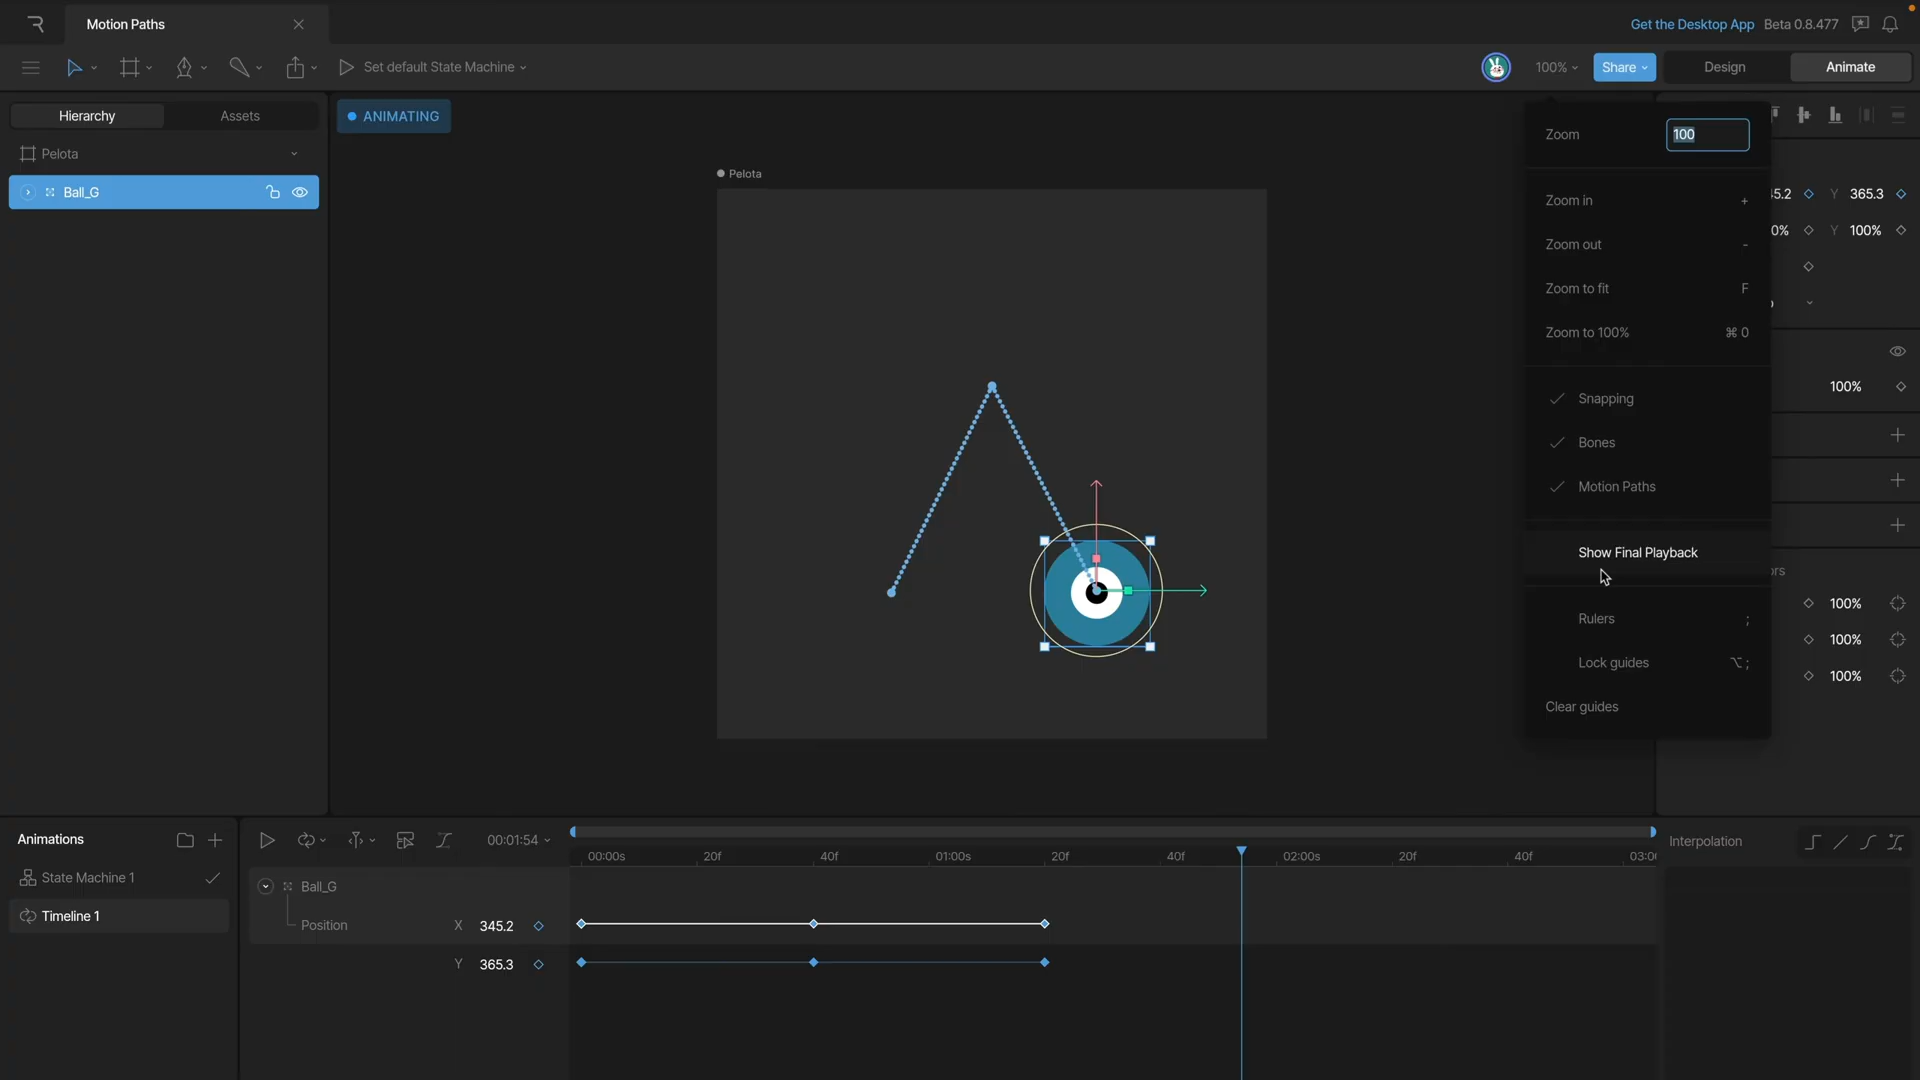 Motion Paths
Get the Desktop App Beta 0.8.477
Set default State Machine
100%
Share
Design
Animate
Hierarchy
Assets
ANIMATING
Pelota
Ball_G
Pelota
Zoom 100
Zoom in +
Zoom out -
Zoom to fit F
Zoom to 100% ⌘ 0
Snapping
Bones
Motion Paths
Show Final Playback
Rulers ;
Lock guides ⌥ ;
Clear guides
Y 365.3
Y 100%
100%
100%
100%
100%
Animations
State Machine 1
Timeline 1
00:01:54
00:00s 20f 40f 01:00s 20f 40f 02:00s 20f 40f
Interpolation
Ball_G
Position X 345.2
Y 365.3